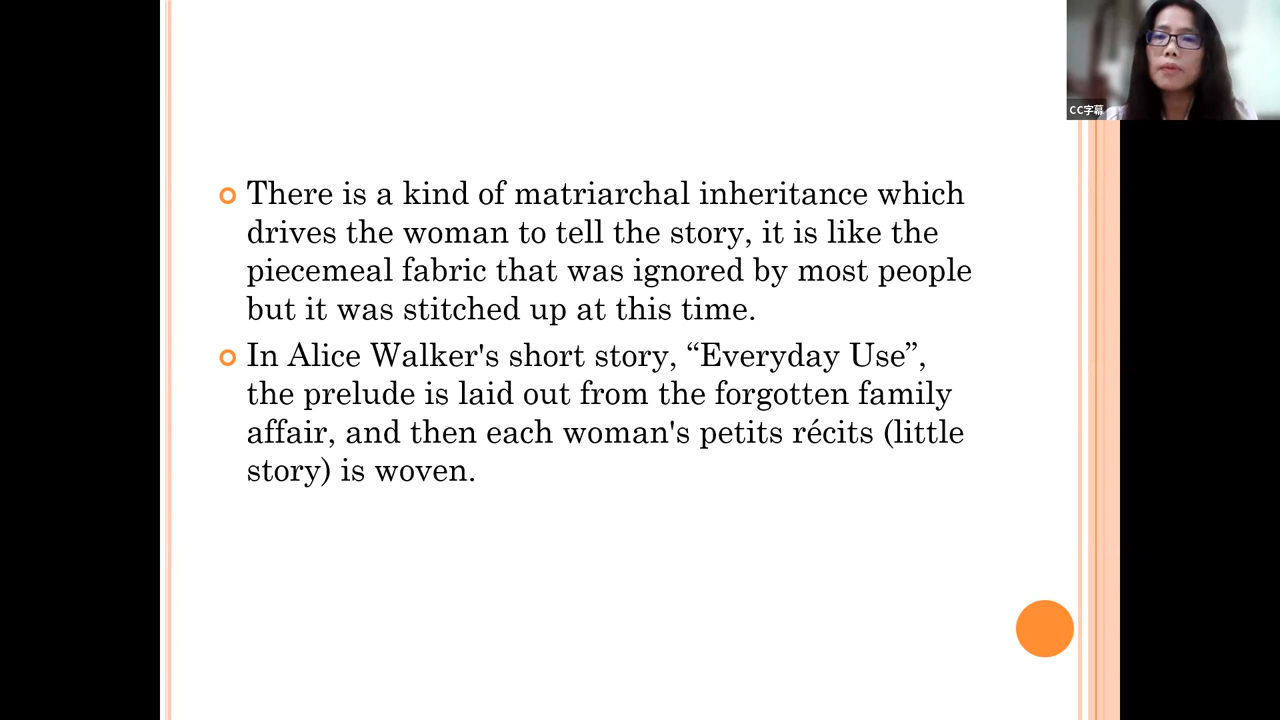 CC字幕
There is a kind of matriarchal inheritance which
drives the woman to tell the story, it is like the
piecemeal fabric that was ignored by most people
but it was stitched up at this time.
In Alice Walker's short story, “Everyday Use”,
the prelude is laid out from the forgotten family
affair, and then each woman's petits récits (little
story) is woven.